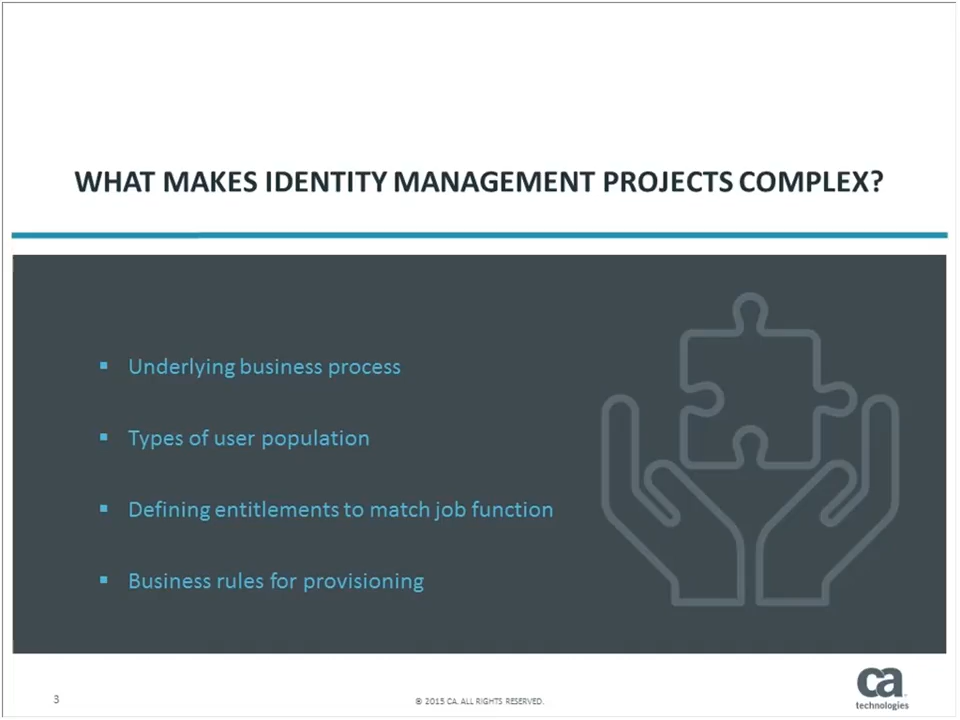 WHAT MAKES IDENTITY MANAGEMENT PROJECTS COMPLEX?
▪ Underlying business process
▪ Types of user population
▪ Defining entitlements to match job function
▪ Business rules for provisioning
3
© 2015 CA. ALL RIGHTS RESERVED.
ca
technologies